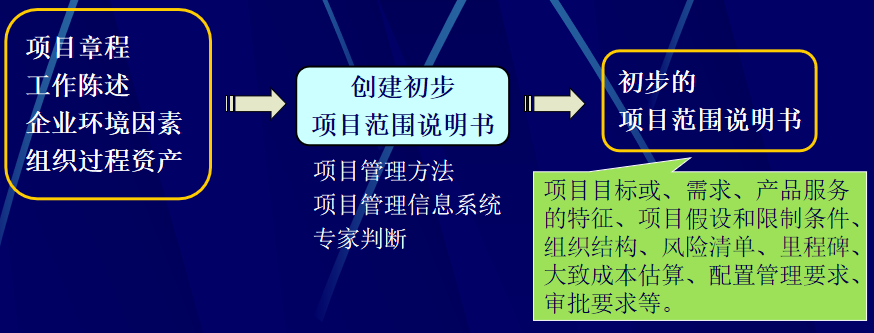 项目章程
工作陈述
企业环境因素
组织过程资产
创建初步
项目范围说明书
项目管理方法
项目管理信息系统
专家判断
初步的
项目范围说明书
项目目标或、需求、产品服务
的特征、项目假设和限制条件、
组织结构、风险清单、里程碑、
大致成本估算、配置管理要求、
审批要求等。